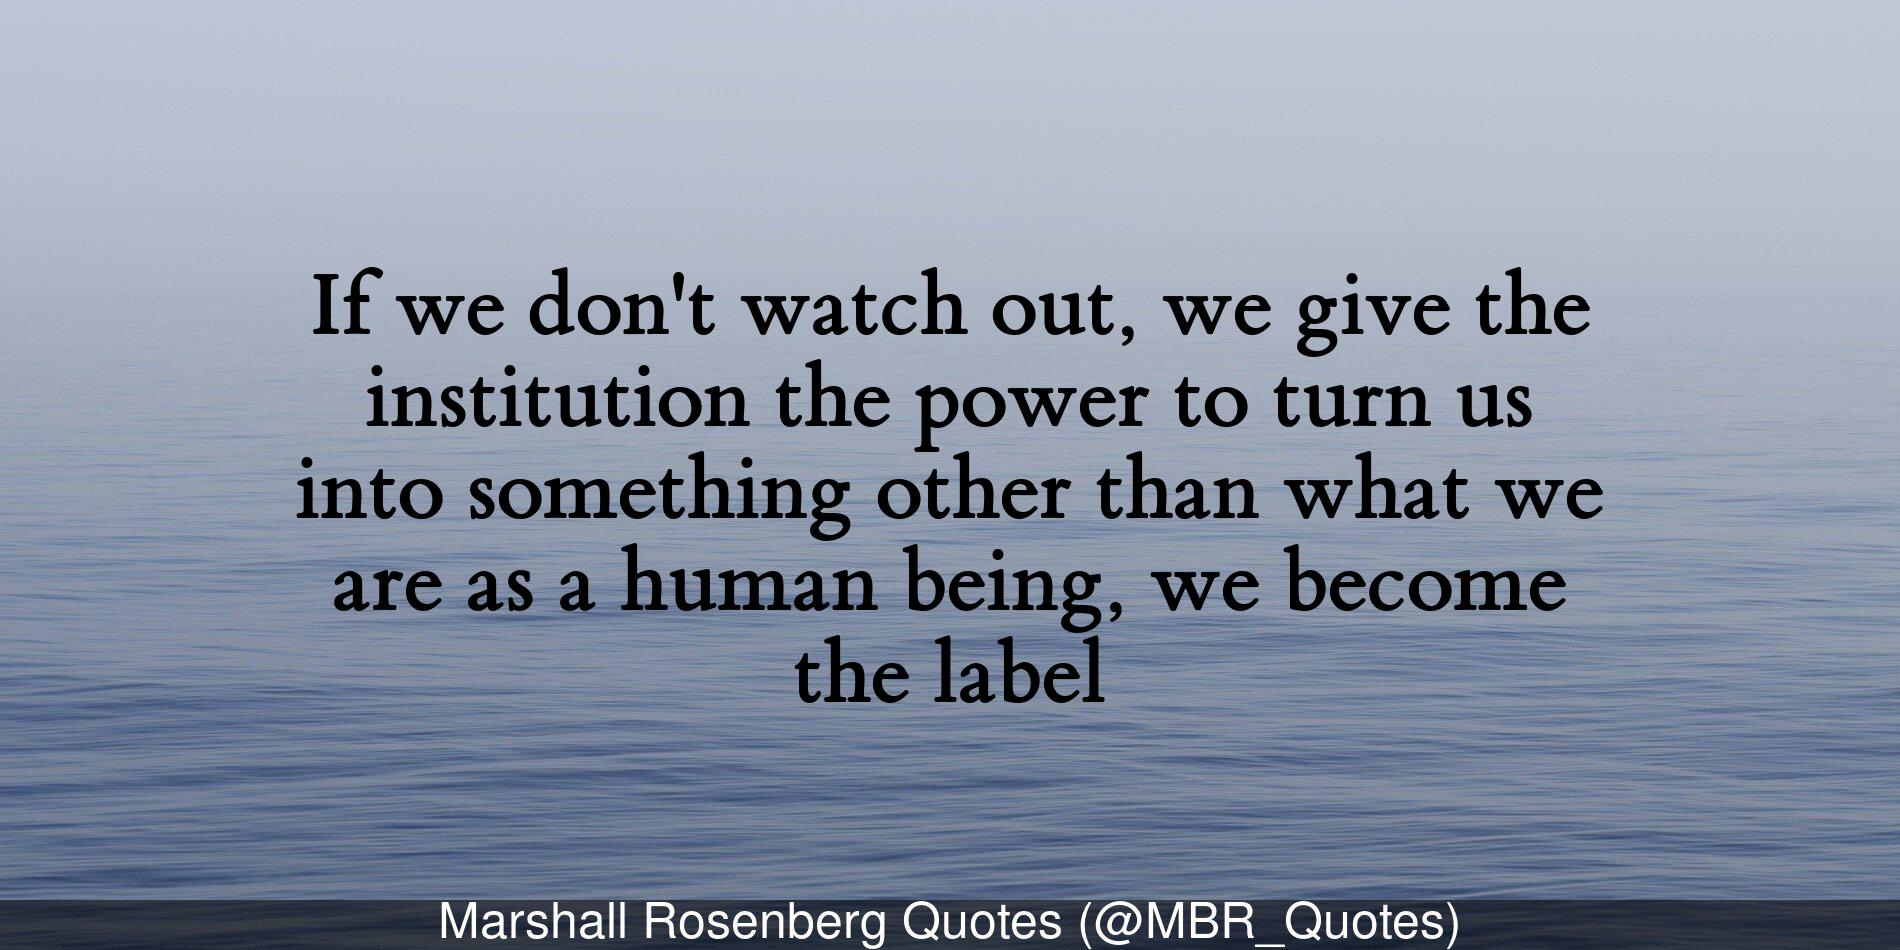 If we don't watch out, we give the
institution the power to turn us
into something other than what we
are as a human being, we become
the label
Marshall Rosenberg Quotes (@MBR_Quotes)